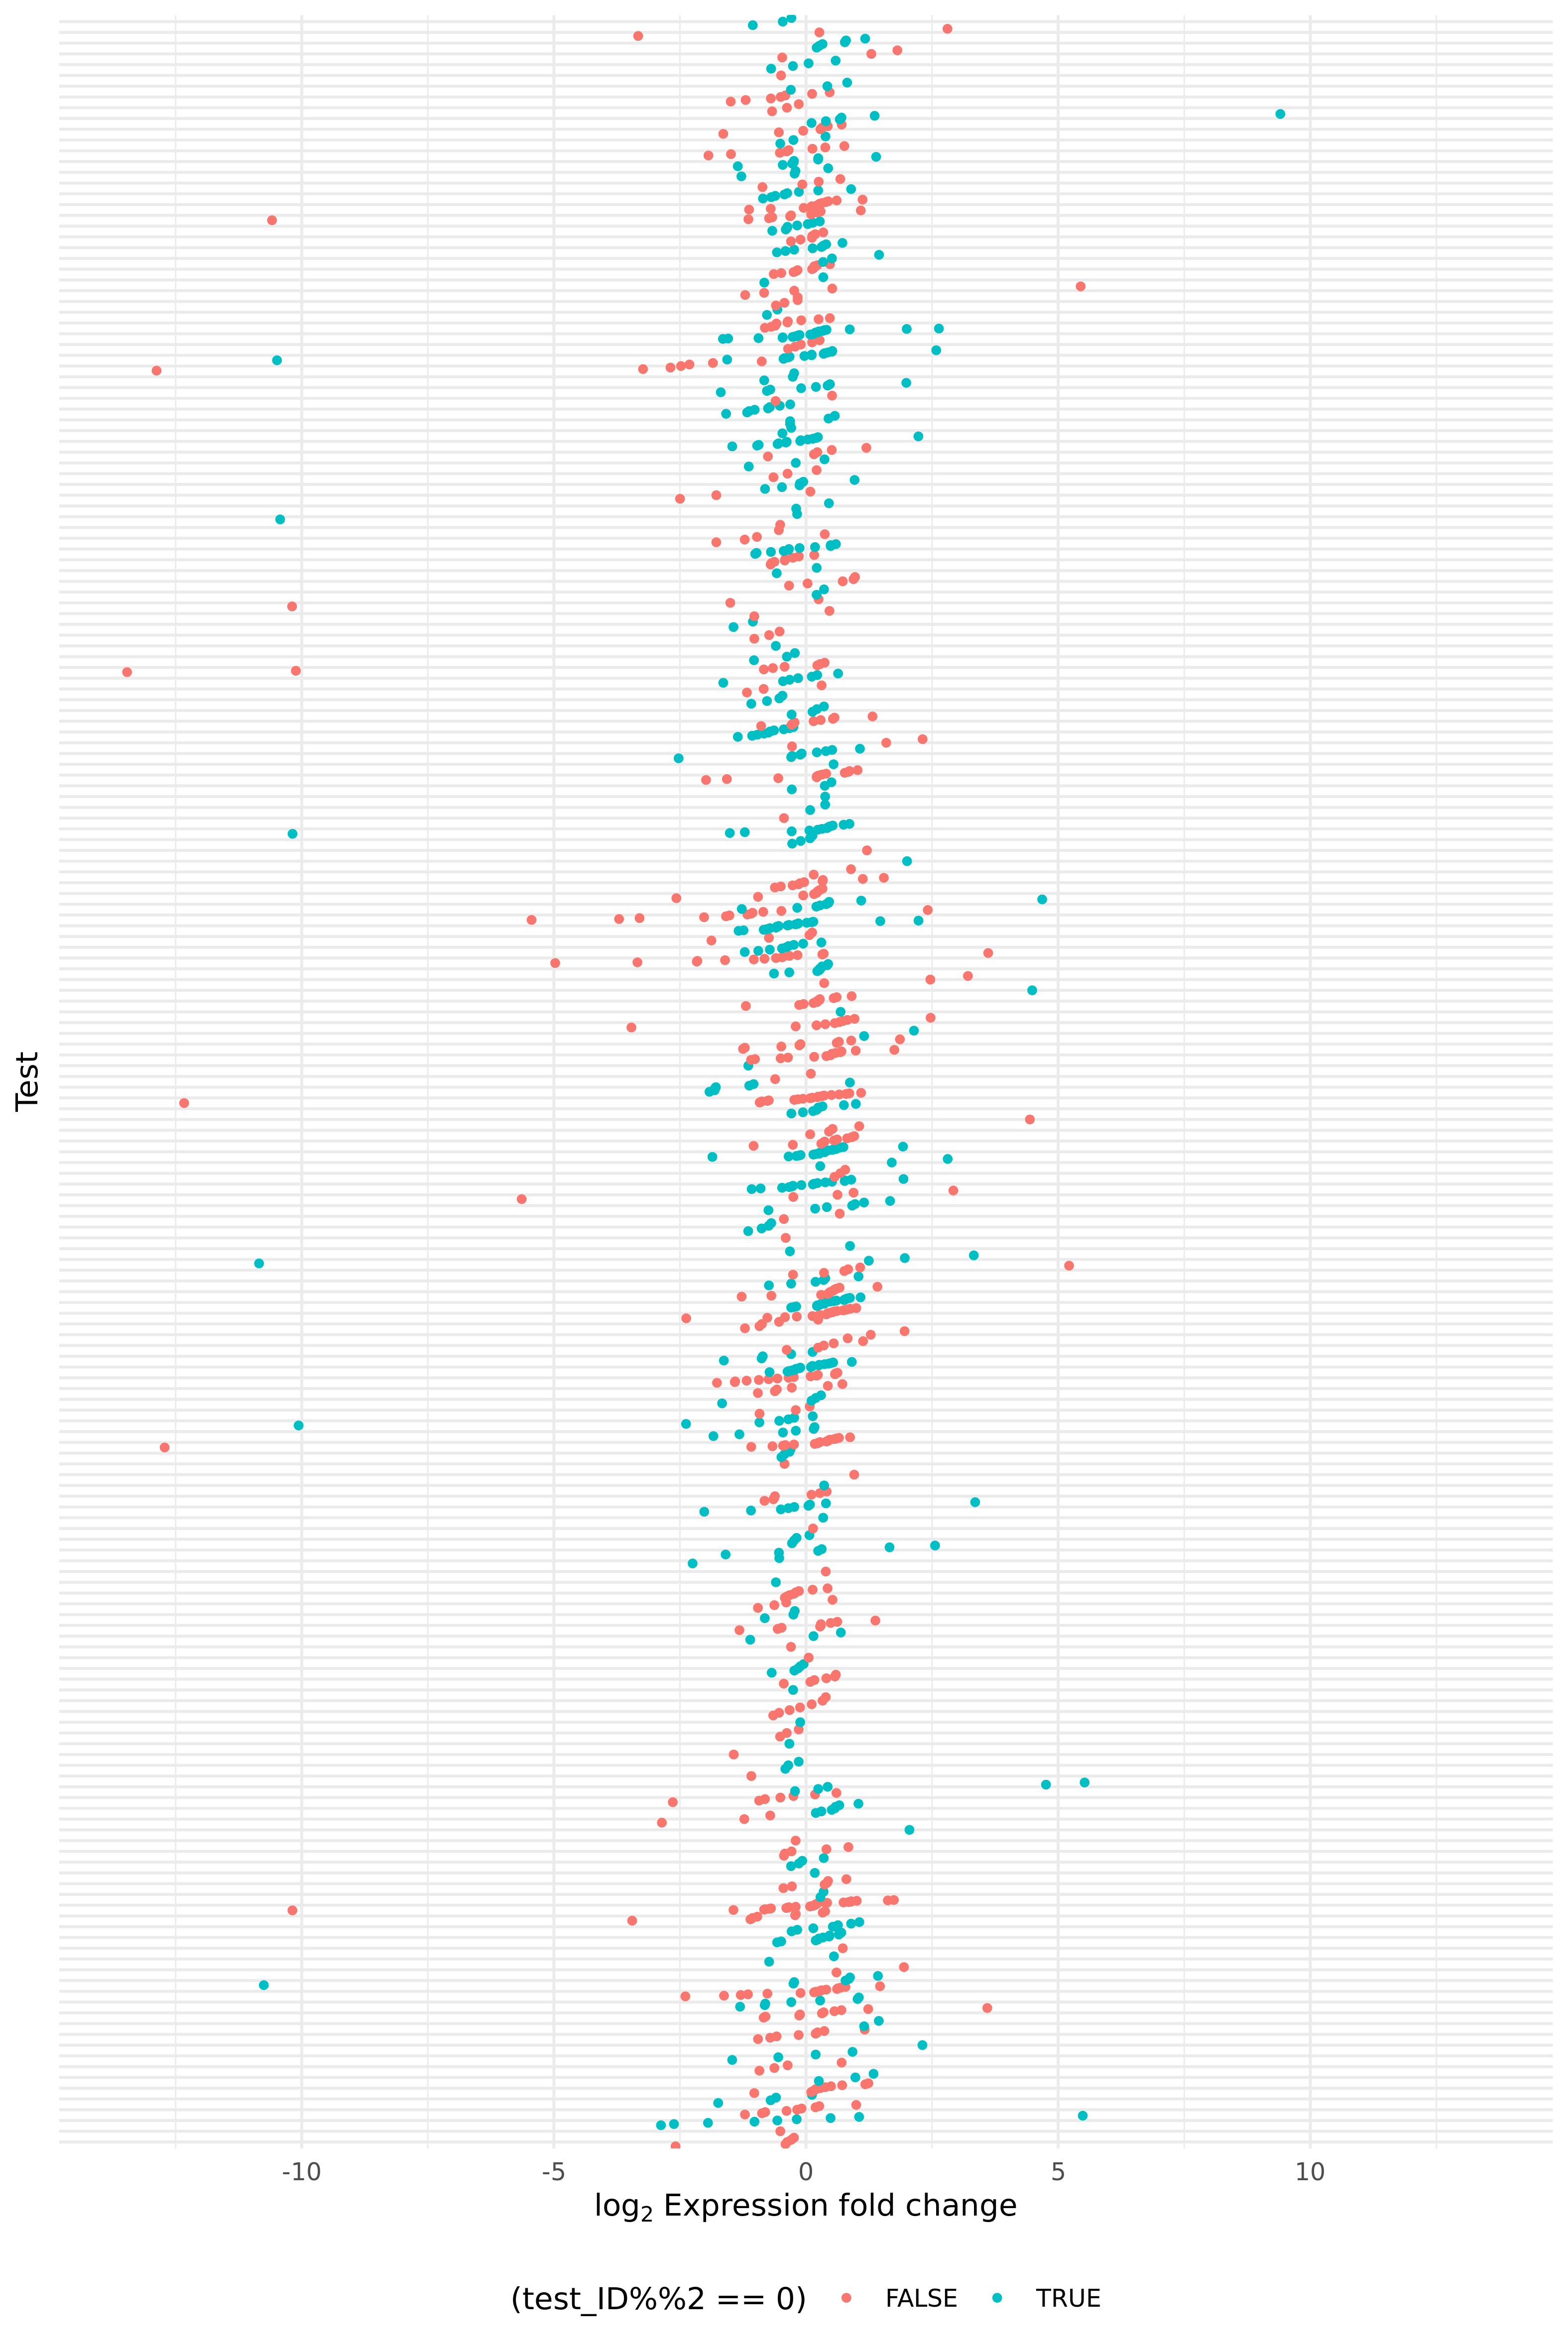 Test
-10 -5 0 5 10
log₂ Expression fold change
(test_ID%%2 == 0) FALSE TRUE